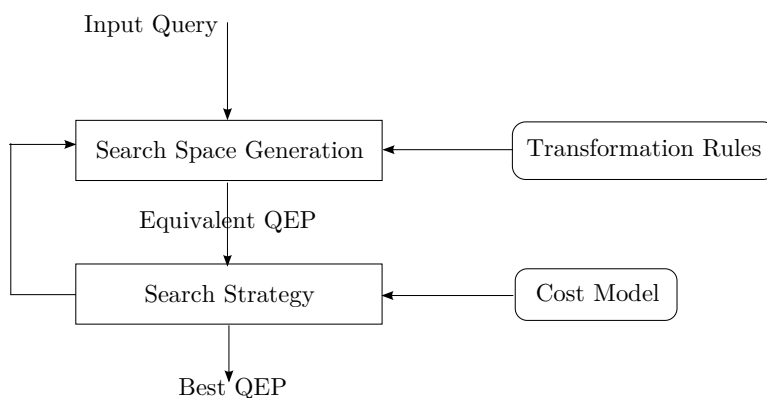 Input Query
Search Space Generation
Transformation Rules
Equivalent QEP
Search Strategy
Cost Model
Best QEP